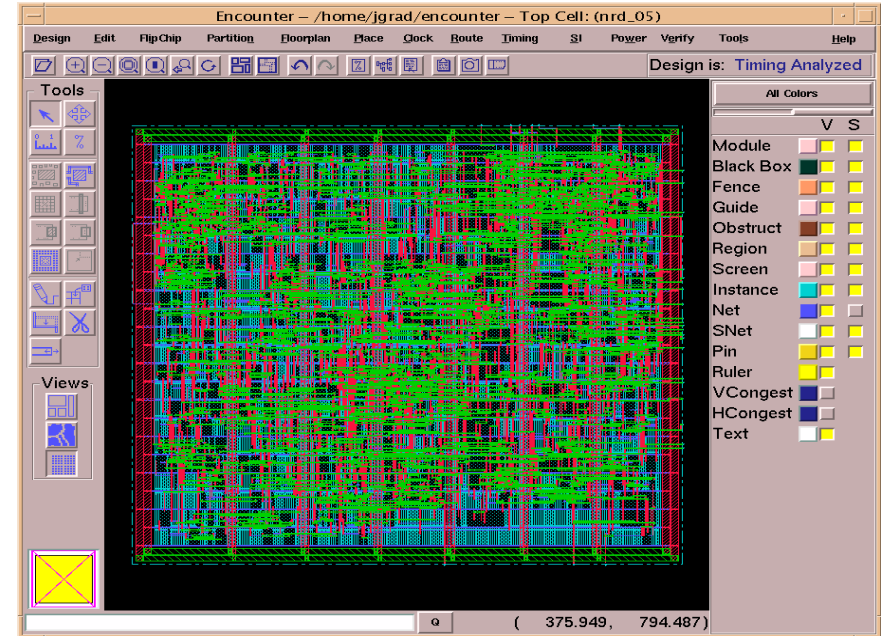 Encounter – /home/jgrad/encounter – Top Cell: (nrd_05)
Design Edit FlipChip Partition Floorplan Place Clock Route Timing SI Power Verify Tools Help
Design is: Timing Analyzed
Tools
All Colors
V S
Module
Black Box
Fence
Guide
Obstruct
Region
Screen
Instance
Net
SNet
Pin
Ruler
VCongest
HCongest
Text
Views
Q ( 375.949, 794.487)